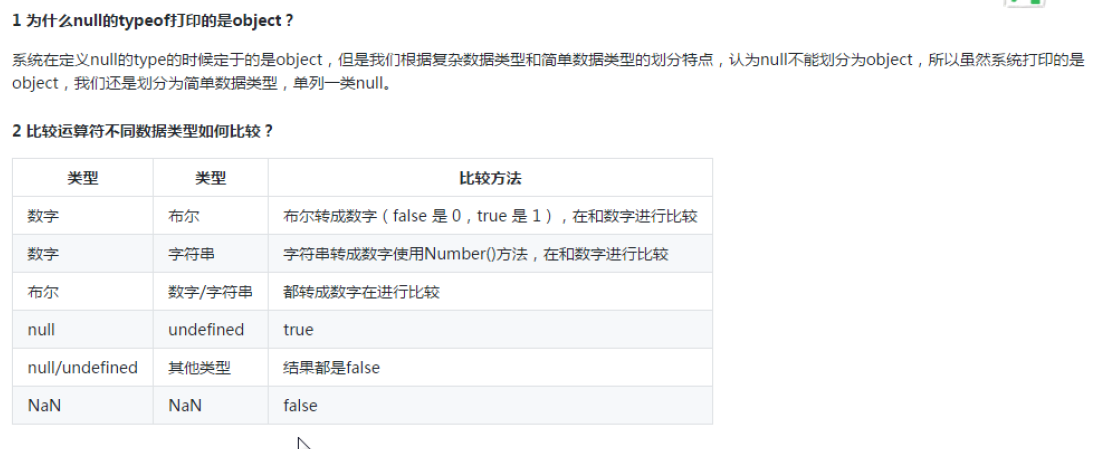 1 为什么null的typeof打印的是object？
系统在定义null的type的时候定于的是object，但是我们根据复杂数据类型和简单数据类型的划分特点，认为null不能划分为object，所以虽然系统打印的是
object，我们还是划分为简单数据类型，单列一类null。
2 比较运算符不同数据类型如何比较？
类型 类型 比较方法
数字 布尔 布尔转成数字（false 是 0，true 是 1），在和数字进行比较
数字 字符串 字符串转成数字使用Number()方法，在和数字进行比较
布尔 数字/字符串 都转成数字在进行比较
null undefined true
null/undefined 其他类型 结果都是false
NaN NaN false